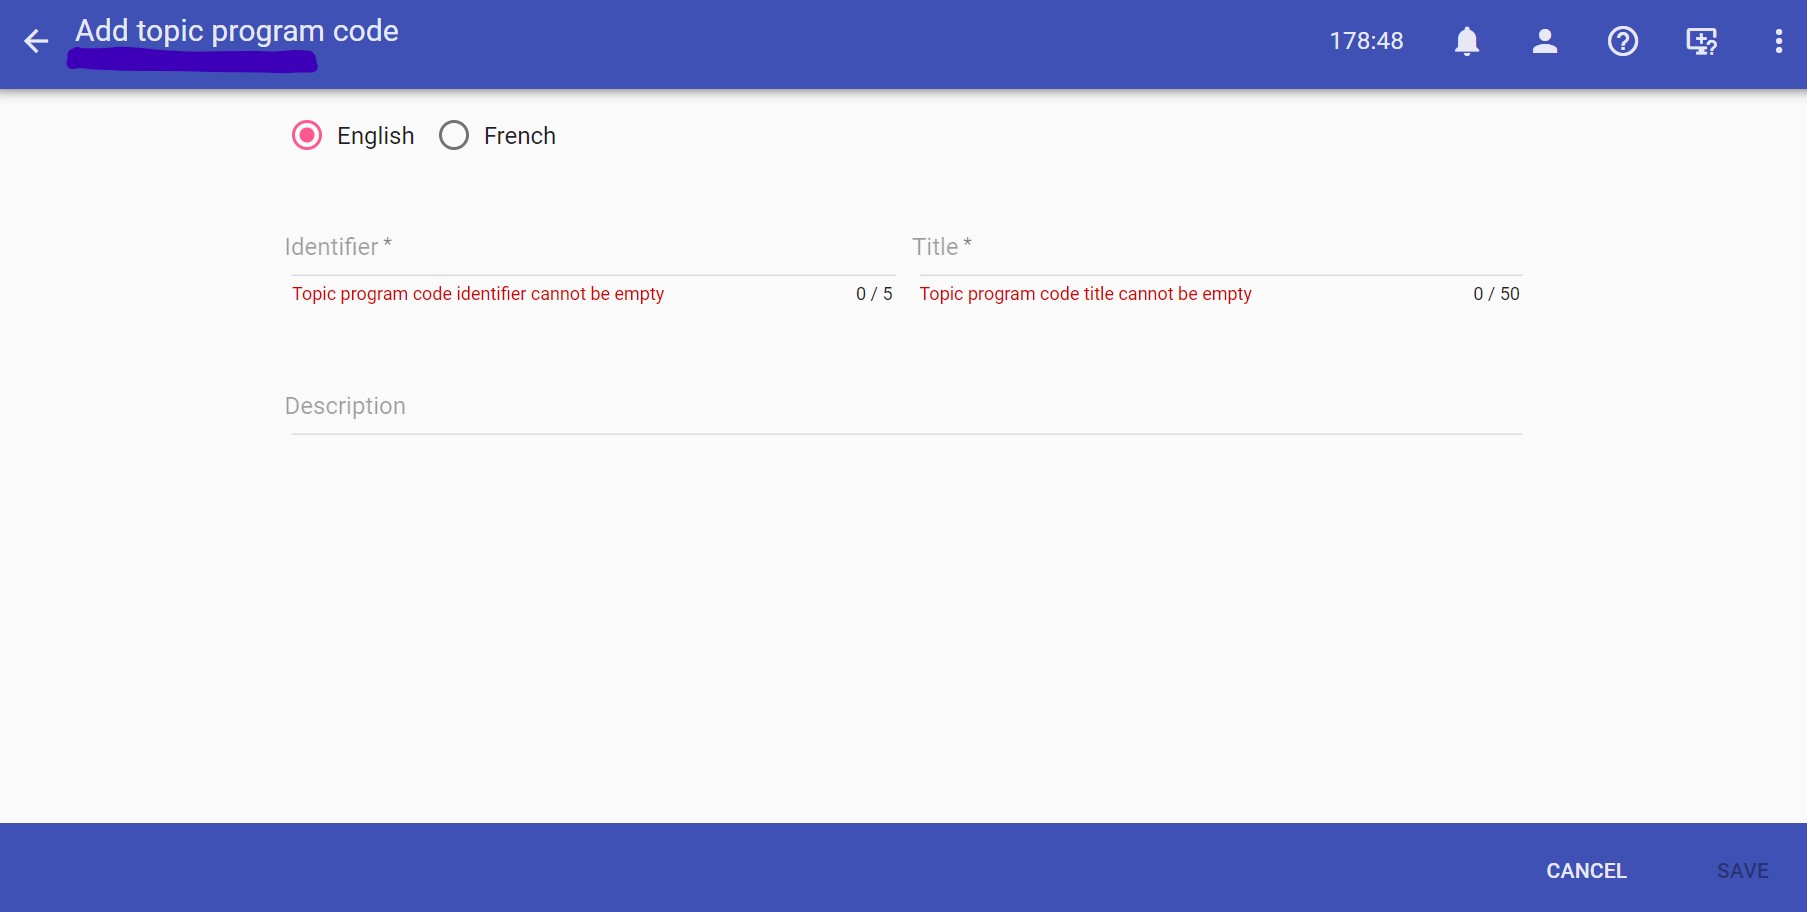 Add topic program code
178:48
English French
Identifier * Title *
Topic program code identifier cannot be empty 0 / 5 Topic program code title cannot be empty 0 / 50
Description
CANCEL SAVE